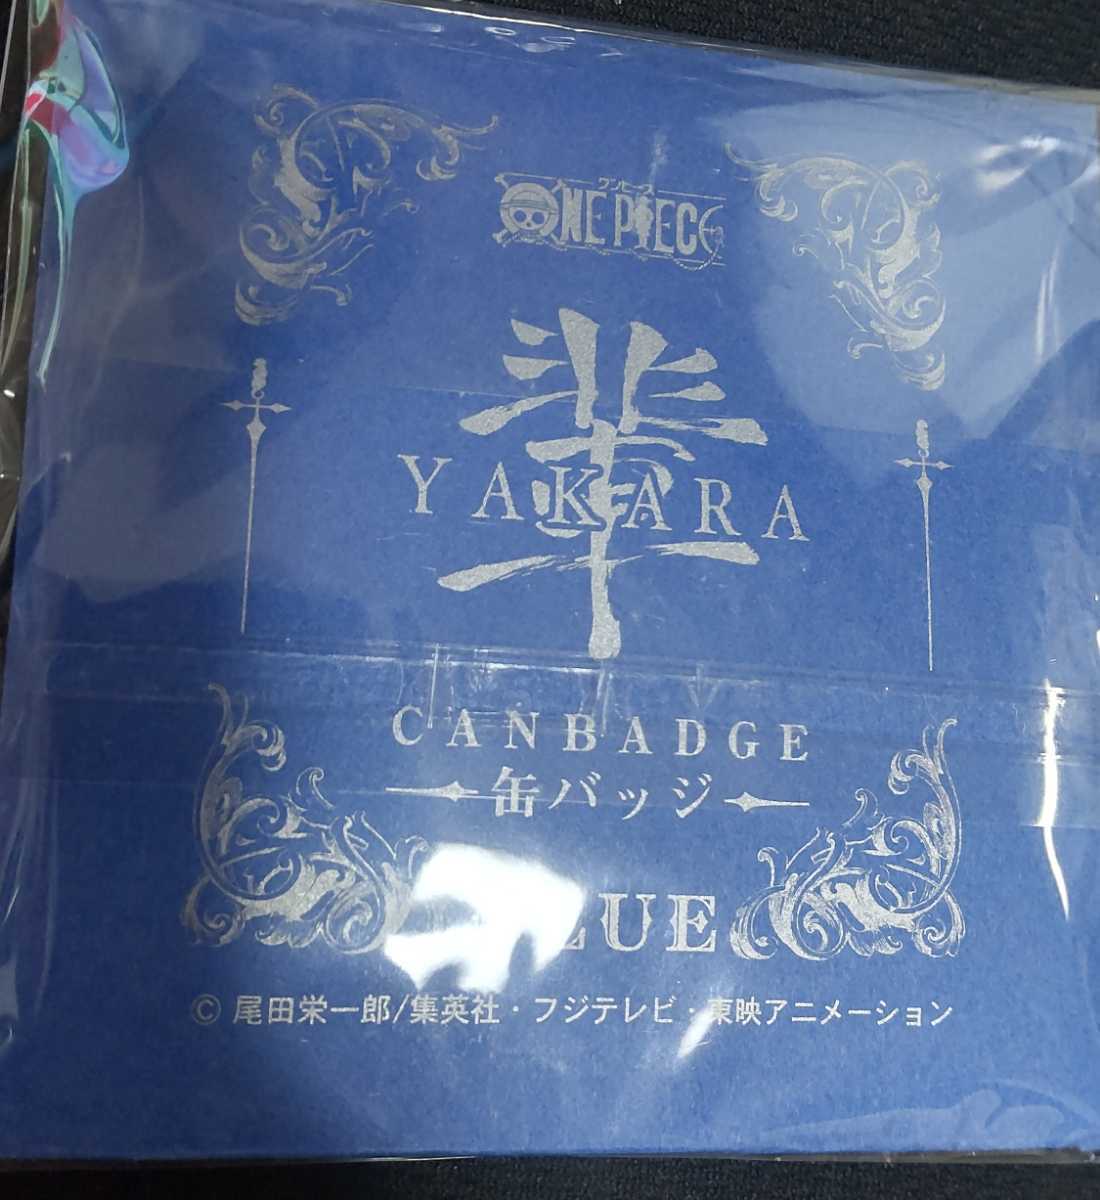 ワンピース
ONE PIECE
輩
YAKARA
CANBADGE
缶バッジ
© 尾田栄一郎/集英社・フジテレビ・東映アニメーション